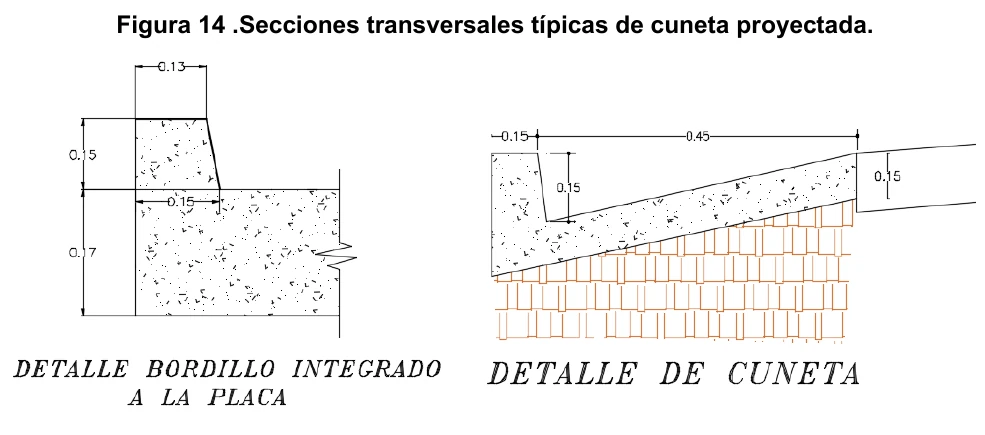 Figura 14 .Secciones transversales típicas de cuneta proyectada.
0.13
0.15
0.15
0.17
DETALLE BORDILLO INTEGRADO
A LA PLACA
0.15
0.45
0.15
0.15
DETALLE DE CUNETA